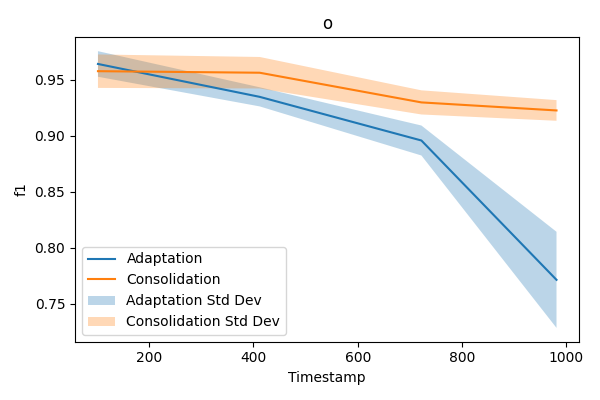 o
f1
0.95
0.90
0.85
0.80
0.75
Adaptation
Consolidation
Adaptation Std Dev
Consolidation Std Dev
200
400
600
800
1000
Timestamp